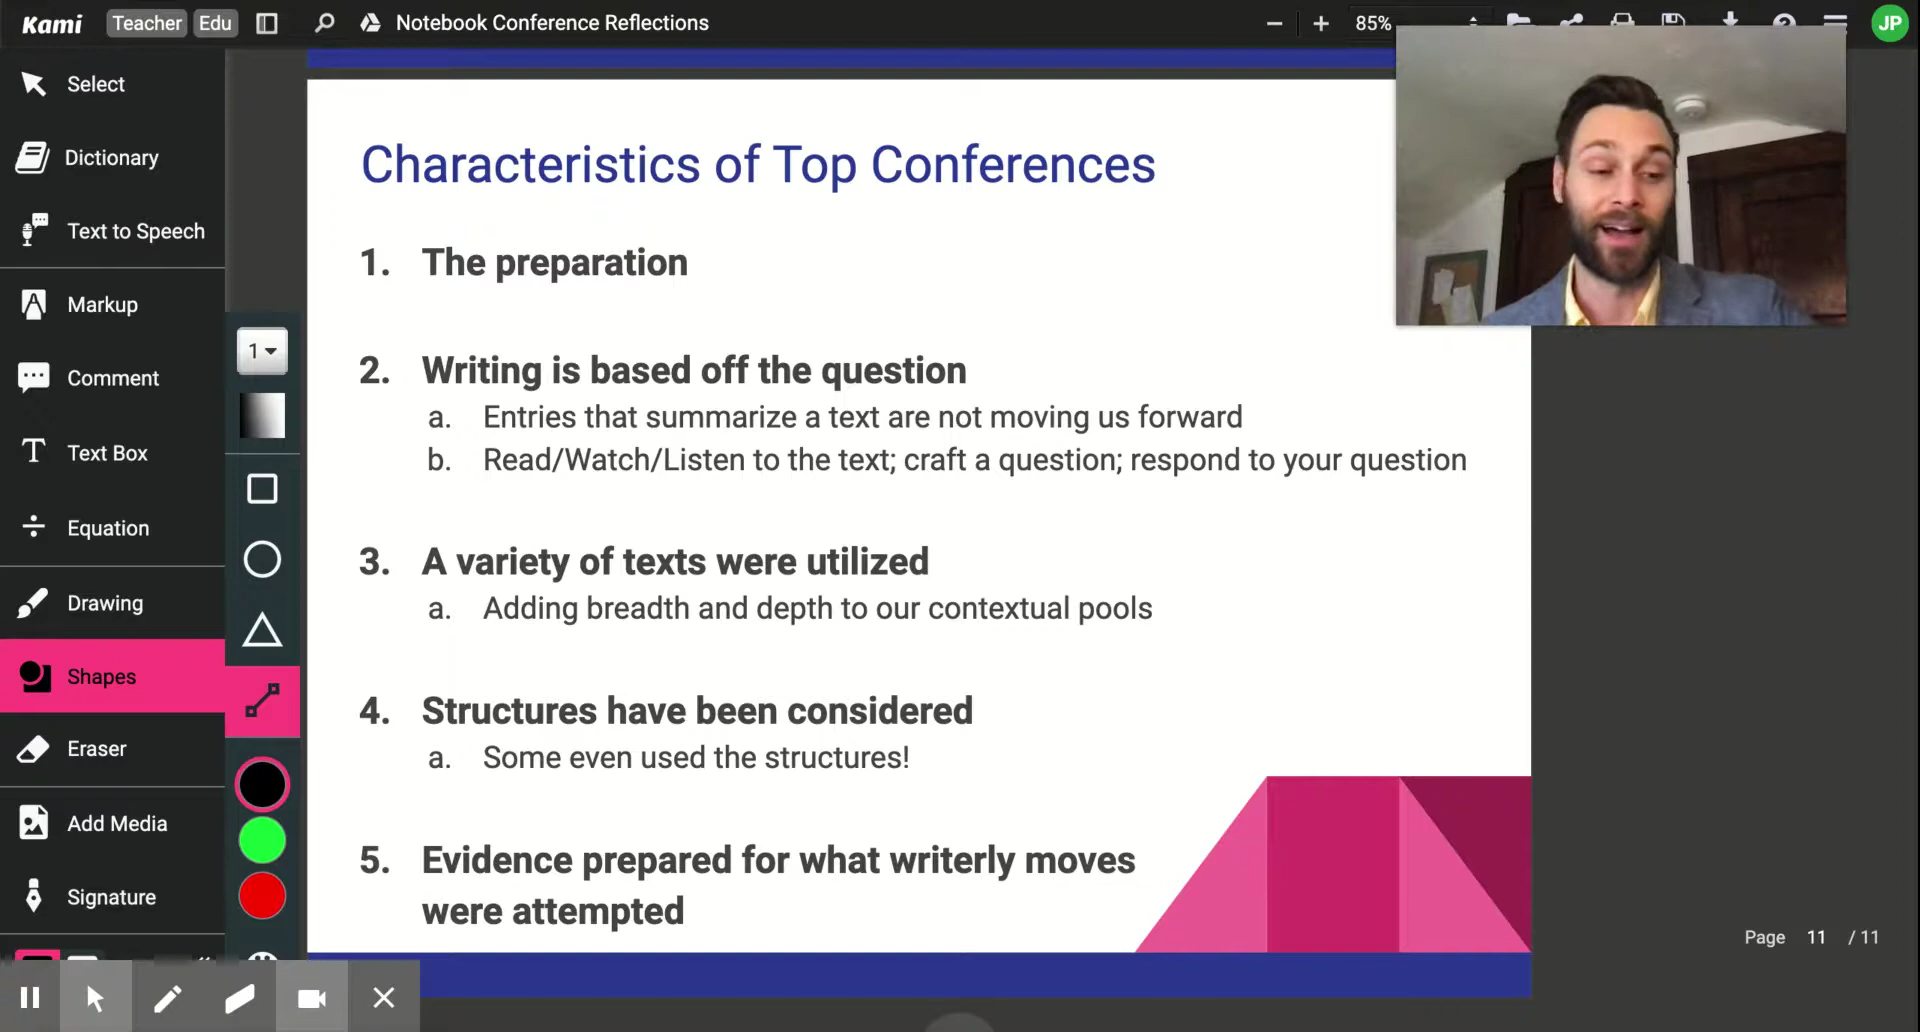 Kami Teacher Edu Notebook Conference Reflections 85% JP
Select
Dictionary
Text to Speech
Markup
Comment
Text Box
Equation
Drawing
Shapes
Eraser
Add Media
Signature
1
Characteristics of Top Conferences
1. The preparation
2. Writing is based off the question
a. Entries that summarize a text are not moving us forward
b. Read/Watch/Listen to the text; craft a question; respond to your question
3. A variety of texts were utilized
a. Adding breadth and depth to our contextual pools
4. Structures have been considered
a. Some even used the structures!
5. Evidence prepared for what writerly moves
were attempted
Page 11 / 11